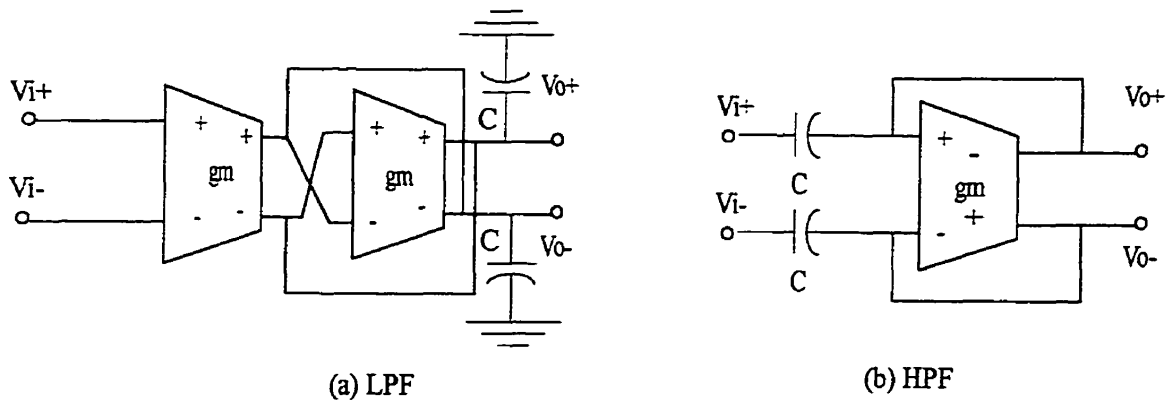 Vi+
Vi-
+ +
gm
- -
+ +
gm
- -
C
C
Vo+
Vo-
(a) LPF
Vi+
Vi-
C
C
+
-
gm
+
-
Vo+
Vo-
(b) HPF